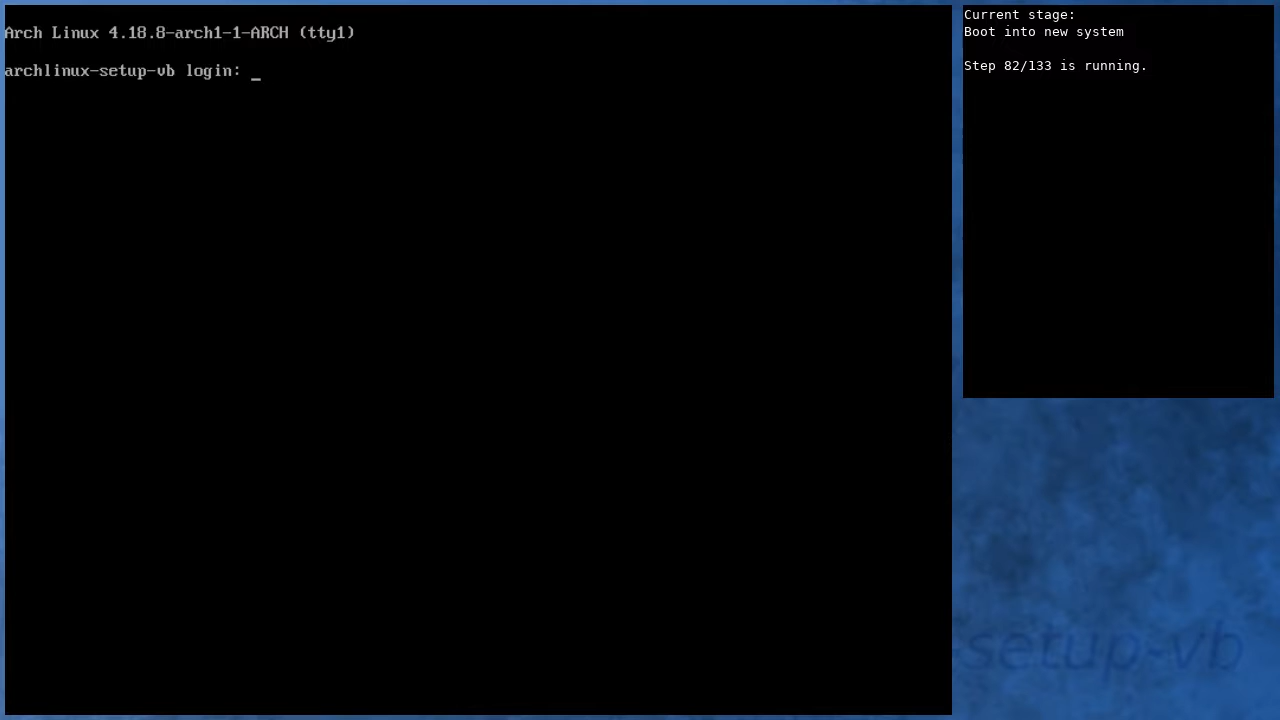 Arch Linux 4.18.8-arch1-1-ARCH (tty1)
archlinux-setup-vb login: _
Current stage:
Boot into new system
Step 82/133 is running.
-setup-vb